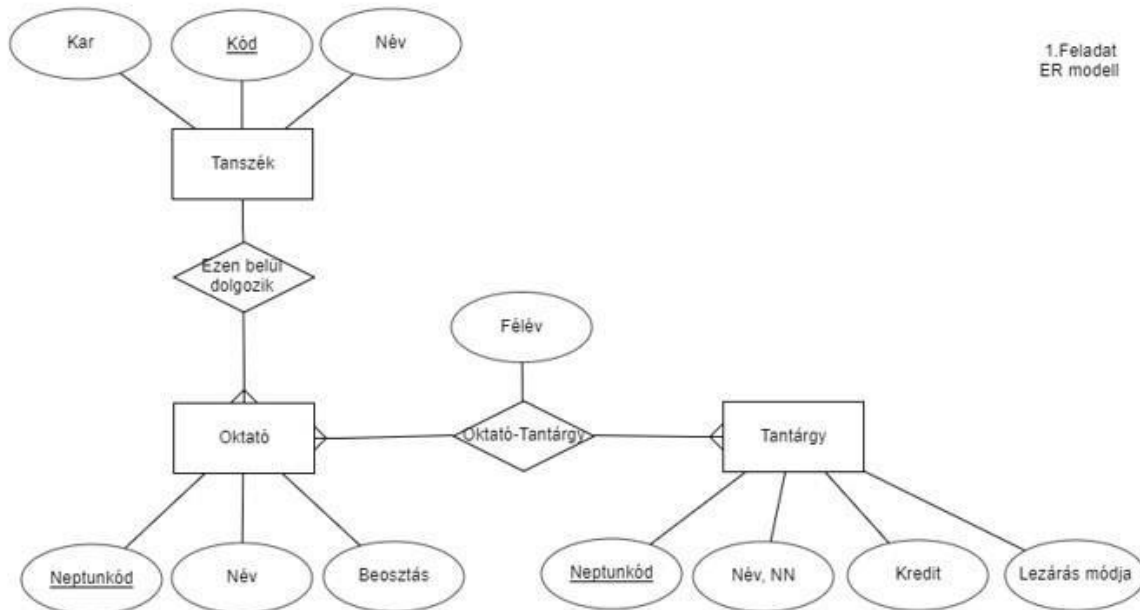 Kar
Kód
Név
1.Feladat
ER modell
Tanszék
Ezen belül
dolgozik
Félév
Oktató
Oktató-Tantárgy
Tantárgy
Neptunkód
Név
Beosztás
Neptunkód
Név, NN
Kredit
Lezárás módja